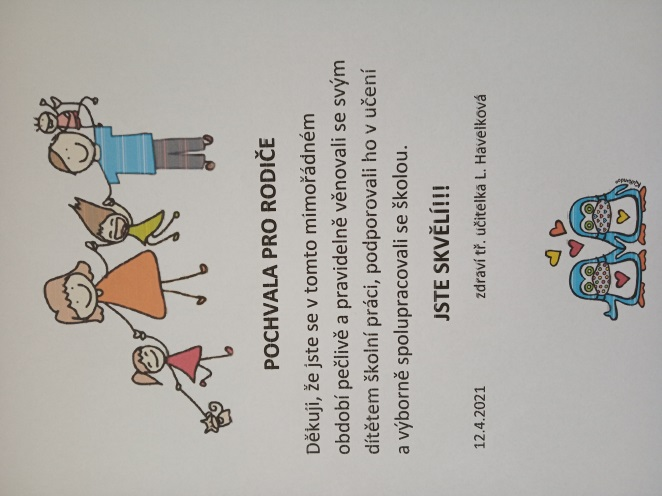 POCHVALA PRO RODIČE
Děkuji, že jste se v tomto mimořádném
období pečlivě a pravidelně věnovali se svým
dítětem školní práci, podporovali ho v učení
a výborně spolupracovali se školou.
JSTE SKVĚLÍ!!!
12.4.2021 zdraví tř. učitelka L. Havelková